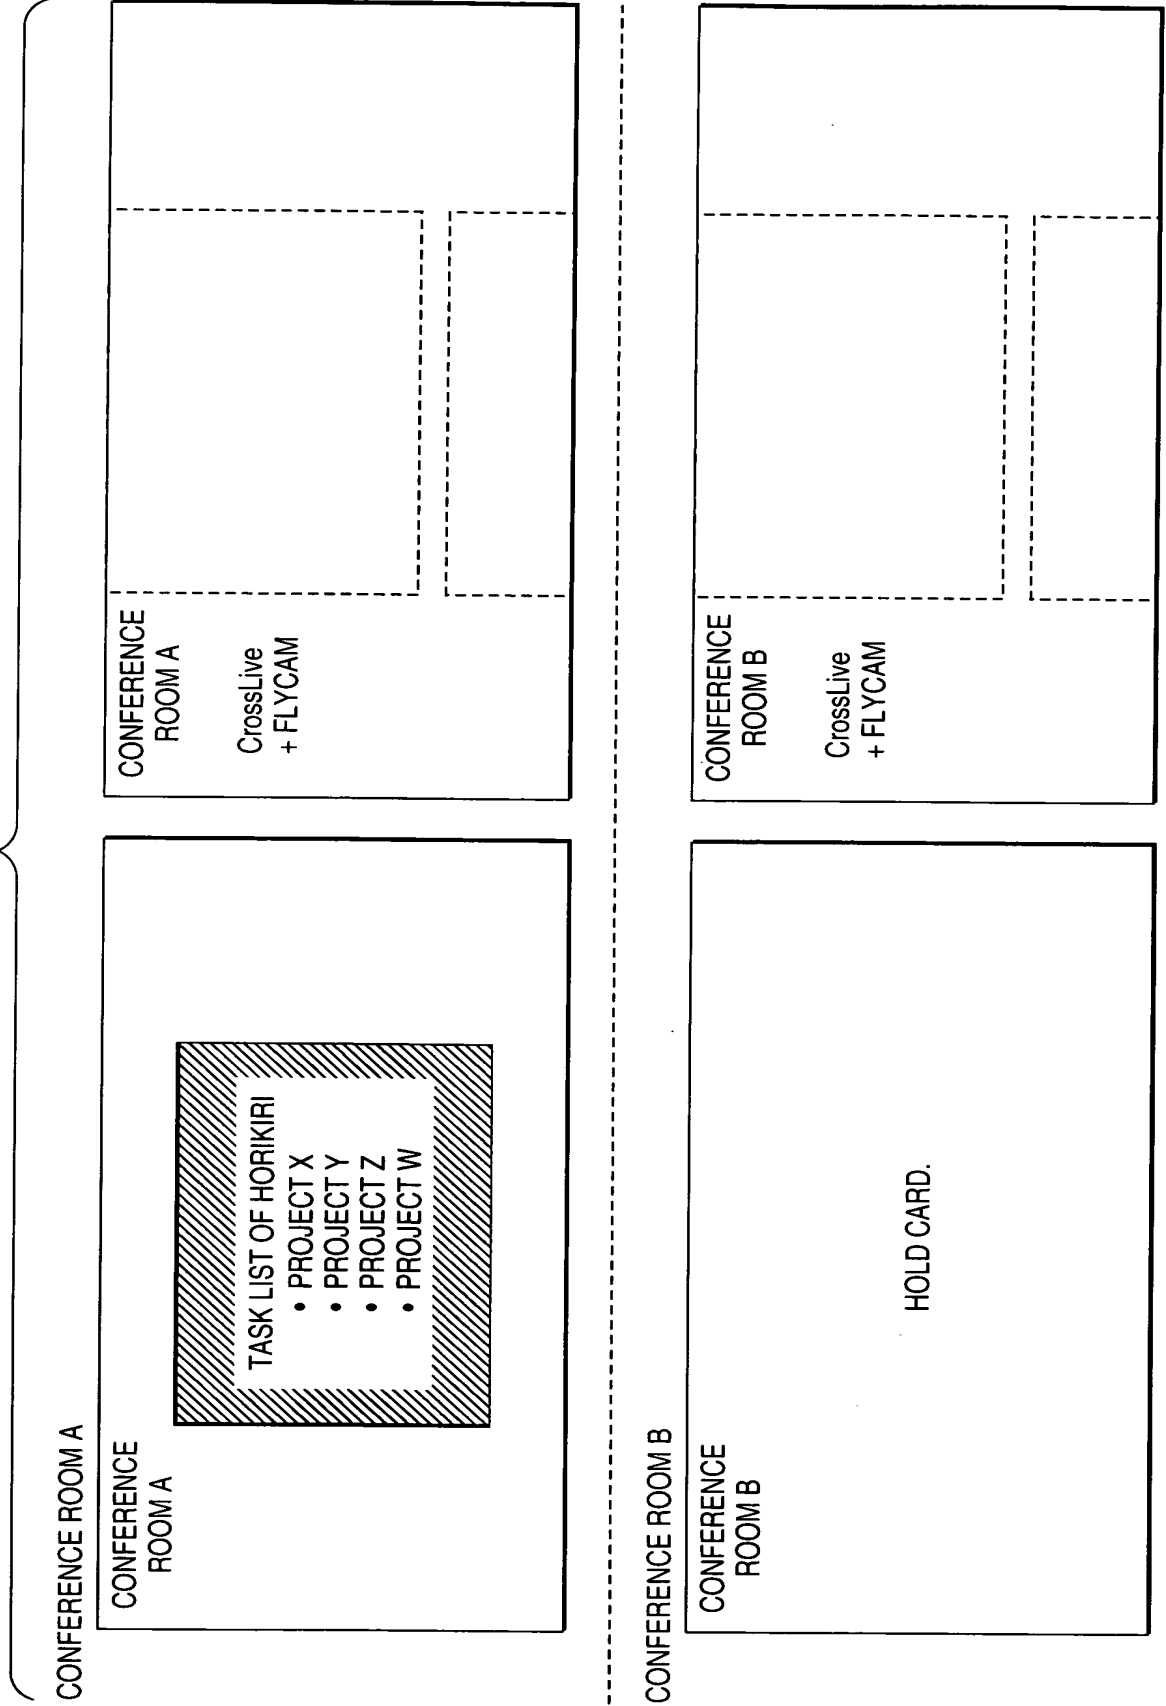 CONFERENCE ROOM A
CONFERENCE
ROOM A
TASK LIST OF HORIKIRI
• PROJECT X
• PROJECT Y
• PROJECT Z
• PROJECT W
CONFERENCE
ROOM A
CrossLive
+ FLYCAM
CONFERENCE ROOM B
CONFERENCE
ROOM B
HOLD CARD.
CONFERENCE
ROOM B
CrossLive
+ FLYCAM